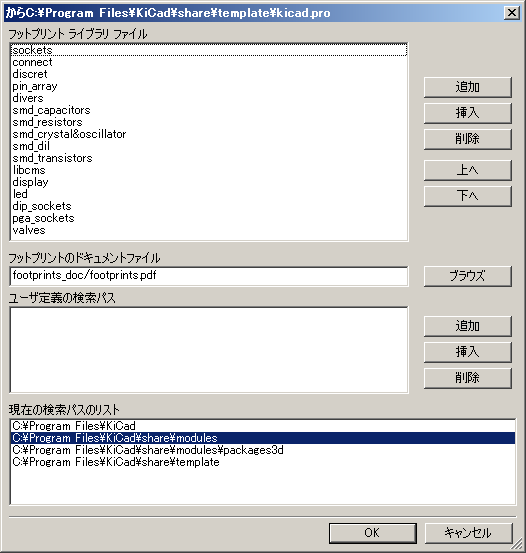 からC:¥Program Files¥KiCad¥share¥template¥kicad.pro
フットプリント ライブラリ ファイル
sockets
connect
discret
pin_array
divers
smd_capacitors
smd_resistors
smd_crystal&oscillator
smd_dil
smd_transistors
libcms
display
led
dip_sockets
pga_sockets
valves
追加
挿入
削除
上へ
下へ
フットプリントのドキュメントファイル
footprints_doc/footprints.pdf
ブラウズ
ユーザ定義の検索パス
追加
挿入
削除
現在の検索パスのリスト
C:¥Program Files¥KiCad
C:¥Program Files¥KiCad¥share¥modules
C:¥Program Files¥KiCad¥share¥modules¥packages3d
C:¥Program Files¥KiCad¥share¥template
OK
キャンセル